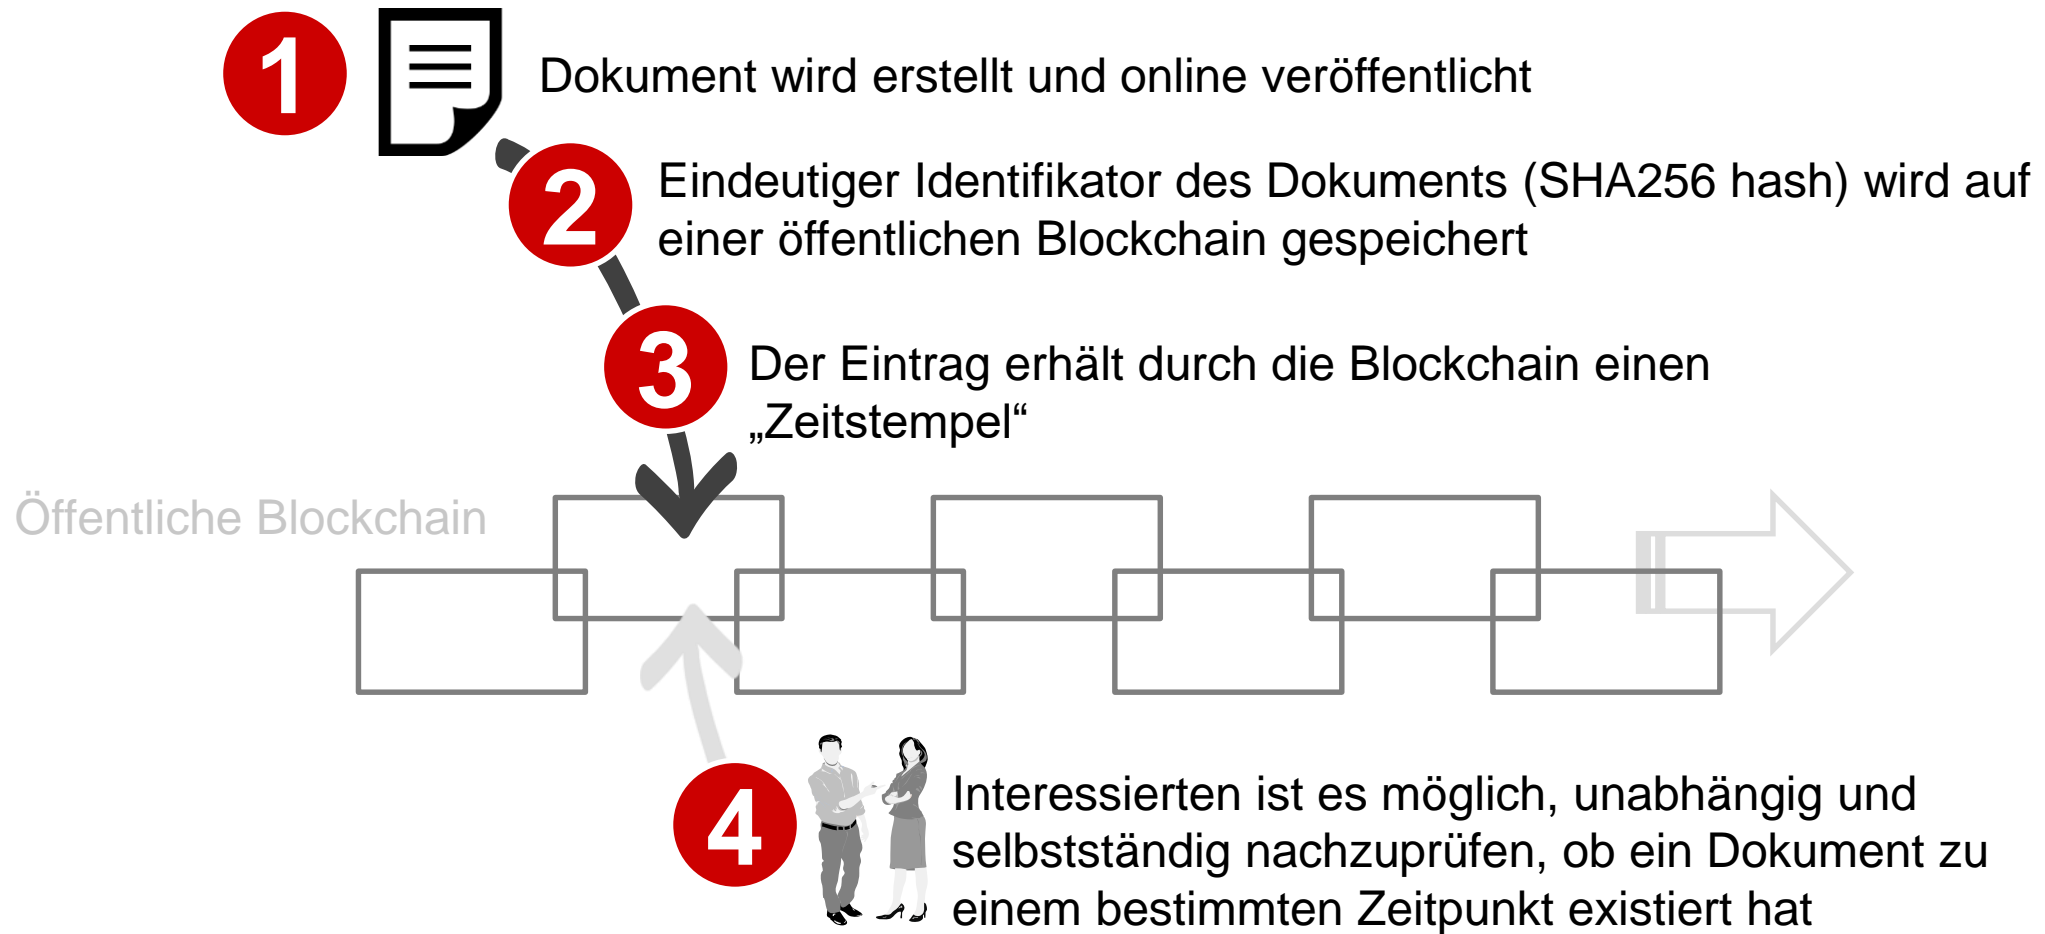 1
Dokument wird erstellt und online veröffentlicht
2
Eindeutiger Identifikator des Dokuments (SHA256 hash) wird auf
einer öffentlichen Blockchain gespeichert
3
Der Eintrag erhält durch die Blockchain einen
„Zeitstempel“
Öffentliche Blockchain
4
Interessierten ist es möglich, unabhängig und
selbstständig nachzuprüfen, ob ein Dokument zu
einem bestimmten Zeitpunkt existiert hat